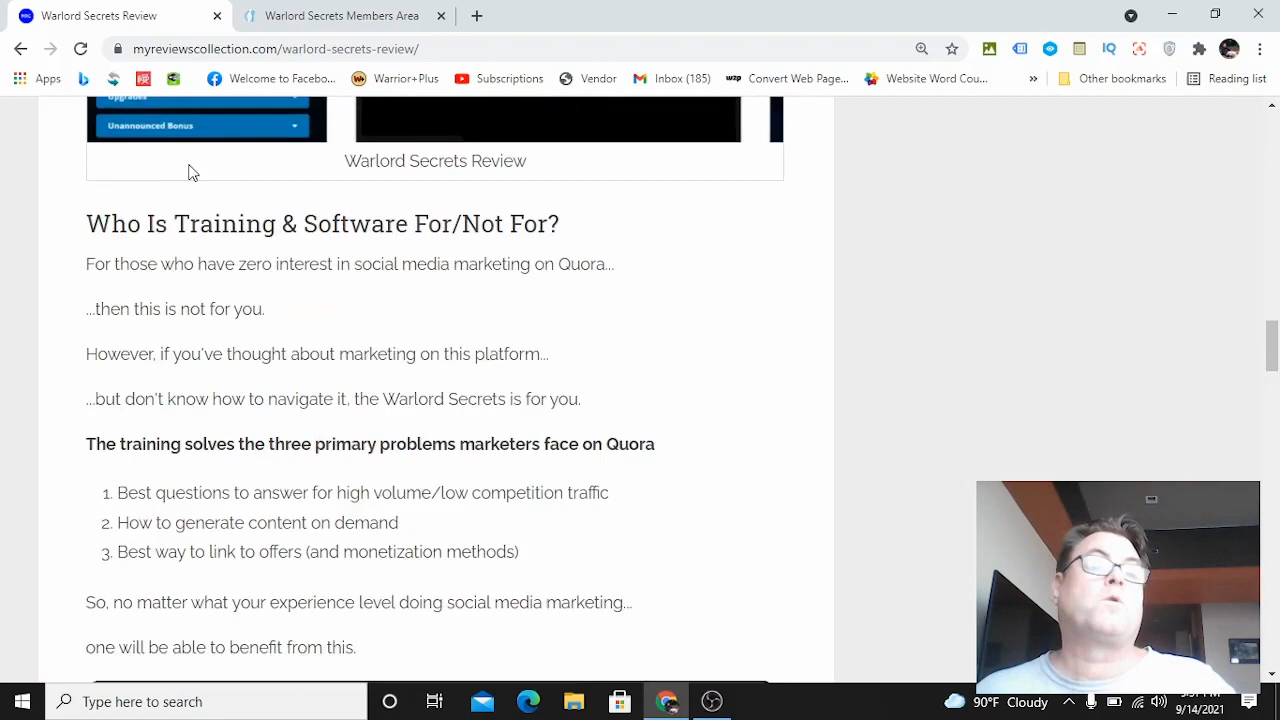 Warlord Secrets Review
Warlord Secrets Members Area
myreviewscollection.com/warlord-secrets-review/
Apps
Welcome to Facebo...
Warrior+Plus
Subscriptions
Vendor
Inbox (185)
Convert Web Page...
Website Word Cou...
»
Other bookmarks
Reading list
Upgrades
Unannounced Bonus
Warlord Secrets Review
Who Is Training & Software For/Not For?
For those who have zero interest in social media marketing on Quora...
...then this is not for you.
However, if you've thought about marketing on this platform...
...but don't know how to navigate it, the Warlord Secrets is for you.
The training solves the three primary problems marketers face on Quora
1. Best questions to answer for high volume/low competition traffic
2. How to generate content on demand
3. Best way to link to offers (and monetization methods)
So, no matter what your experience level doing social media marketing...
one will be able to benefit from this.
Type here to search
90°F Cloudy
9/14/2021